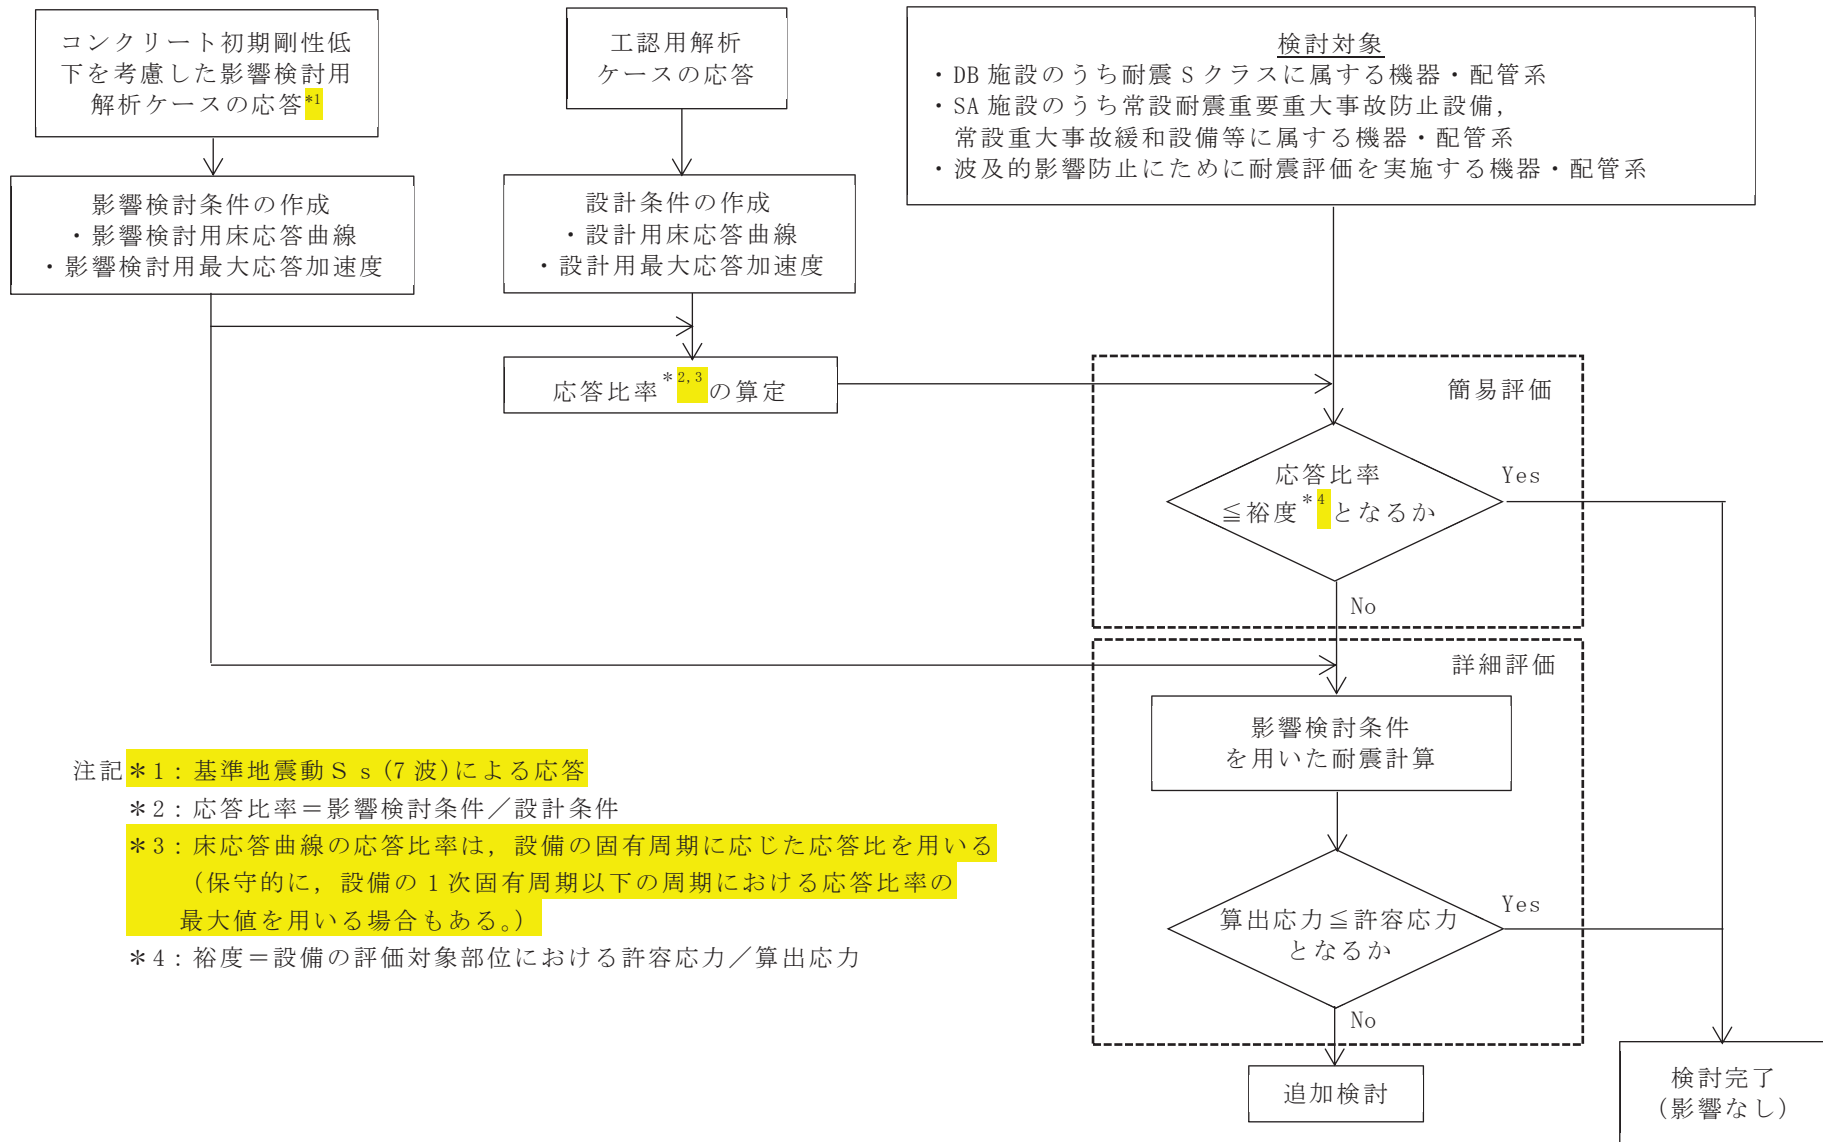 コンクリート初期剛性低
下を考慮した影響検討用
解析ケースの応答*1
工認用解析
ケースの応答
検討対象
・DB施設のうち耐震Sクラスに属する機器・配管系
・SA施設のうち常設耐震重要重大事故防止設備,
常設重大事故緩和設備等に属する機器・配管系
・波及的影響防止にために耐震評価を実施する機器・配管系
影響検討条件の作成
・影響検討用床応答曲線
・影響検討用最大応答加速度
設計条件の作成
・設計用床応答曲線
・設計用最大応答加速度
応答比率*2,3の算定
簡易評価
応答比率
≦裕度*4となるか
Yes
No
詳細評価
影響検討条件
を用いた耐震計算
算出応力≦許容応力
となるか
Yes
No
追加検討
検討完了
(影響なし)
注記*1:基準地震動Ss(7波)による応答
*2:応答比率=影響検討条件/設計条件
*3:床応答曲線の応答比率は,設備の固有周期に応じた応答比を用いる
(保守的に,設備の1次固有周期以下の周期における応答比率の
最大値を用いる場合もある。)
*4:裕度=設備の評価対象部位における許容応力/算出応力